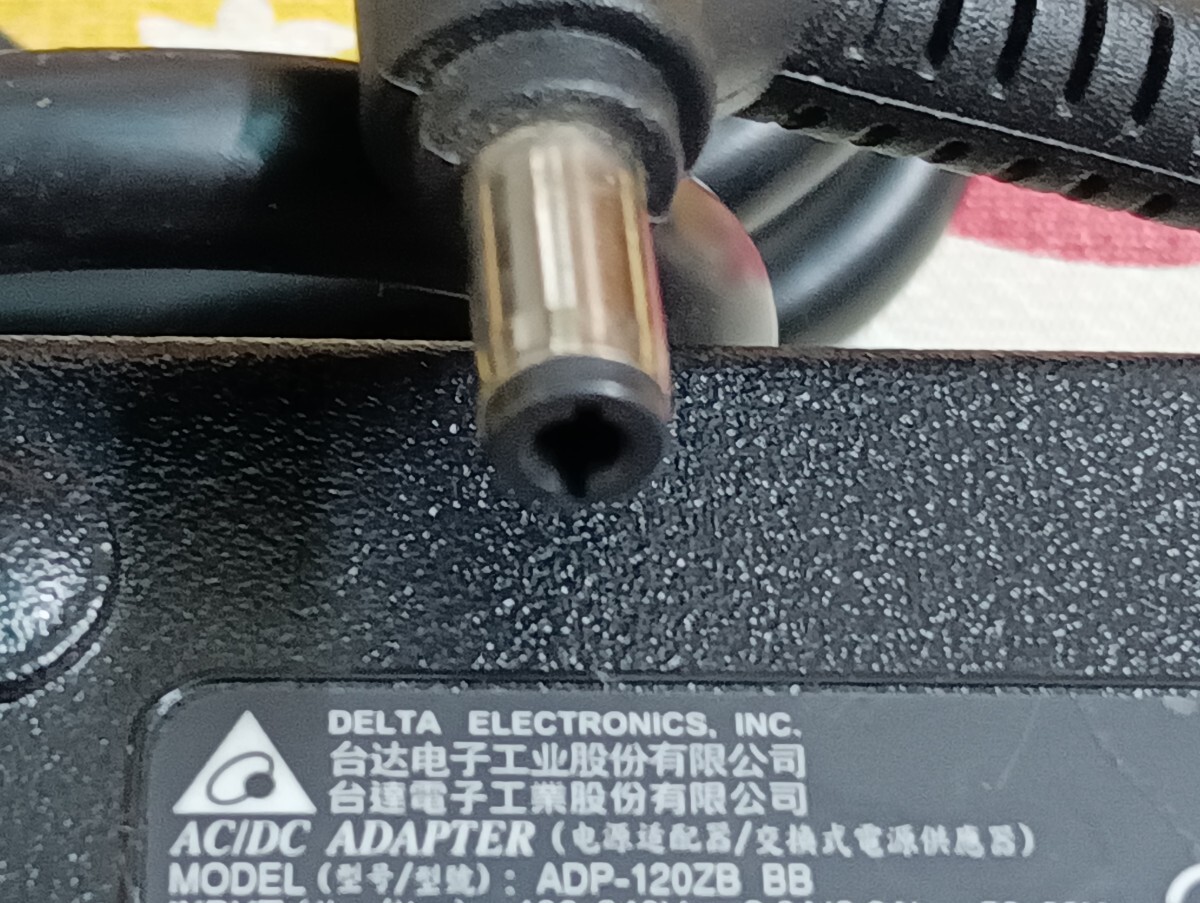 DELTA ELECTRONICS, INC.
台达电子工业股份有限公司
台達電子工業股份有限公司
AC/DC ADAPTER (电源适配器/交換式電源供應器)
MODEL (型号/型號) : ADP-120ZB BB